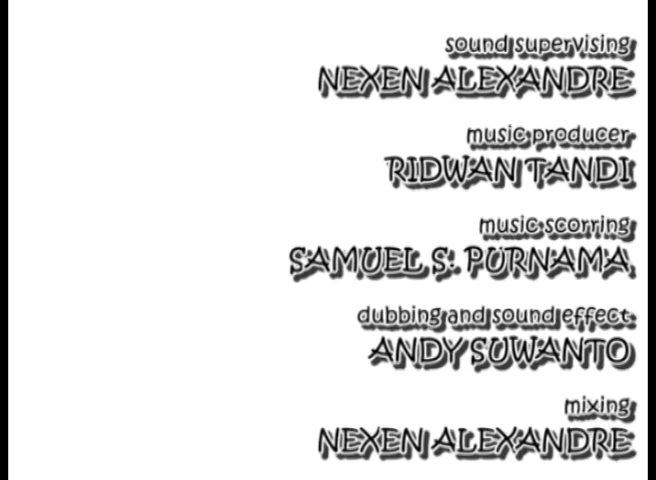 sound supervising
NEXEN ALEXANDRE
music producer
RIDWAN TANDI
music scorring
SAMUEL S. PURNAMA
dubbing and sound effect
ANDY SUWANTO
mixing
NEXEN ALEXANDRE